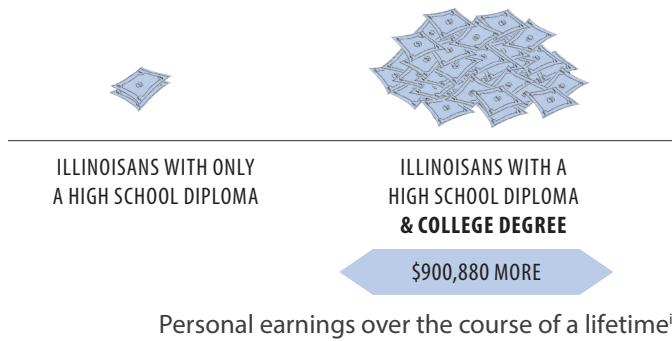 ILLINOISANS WITH ONLY
A HIGH SCHOOL DIPLOMA
ILLINOISANS WITH A
HIGH SCHOOL DIPLOMA
& COLLEGE DEGREE
$900,880 MORE
Personal earnings over the course of a lifetimeⁱ